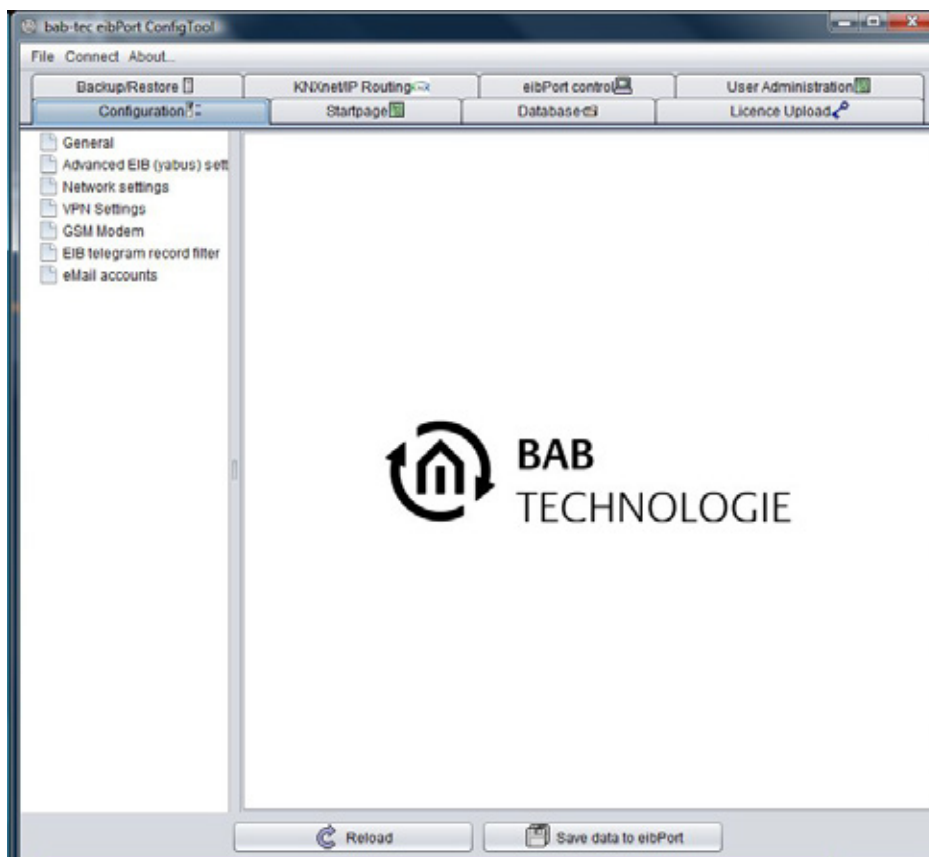 bab-tec eibPort ConfigTool
File Connect About...
Backup/Restore KNXnet/IP Routing eibPort control User Administration
Configuration Startpage Database Licence Upload
General
Advanced EIB (yabus) sett
Network settings
VPN Settings
GSM Modem
EIB telegram record filter
eMail accounts
BAB
TECHNOLOGIE
Reload Save data to eibPort